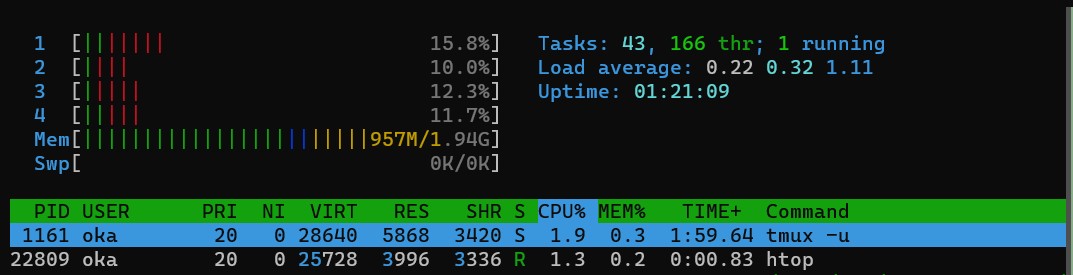 1 [|||||||| 15.8%] Tasks: 43, 166 thr; 1 running
2 [|||| 10.0%] Load average: 0.22 0.32 1.11
3 [||||| 12.3%] Uptime: 01:21:09
4 [||||| 11.7%]
Mem[||||||||||||||||||||||||957M/1.94G]
Swp[ 0K/0K]
PID USER PRI NI VIRT RES SHR S CPU% MEM% TIME+ Command
1161 oka 20 0 28640 5868 3420 S 1.9 0.3 1:59.64 tmux -u
22809 oka 20 0 25728 3996 3336 R 1.3 0.2 0:00.83 htop